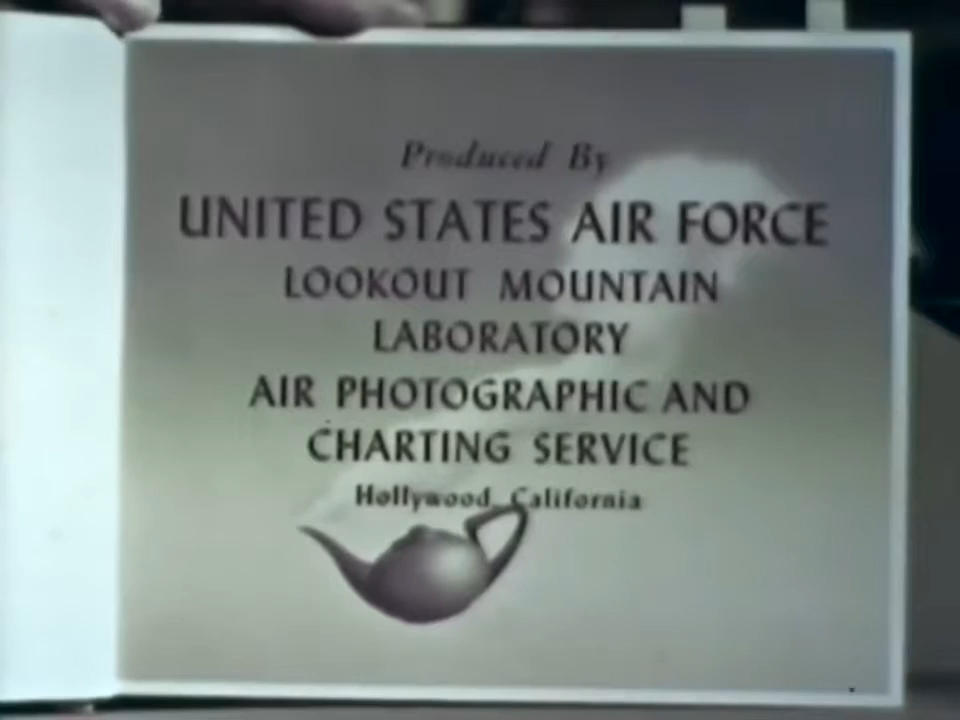 Produced By
UNITED STATES AIR FORCE
LOOKOUT MOUNTAIN
LABORATORY
AIR PHOTOGRAPHIC AND
CHARTING SERVICE
Hollywood, California